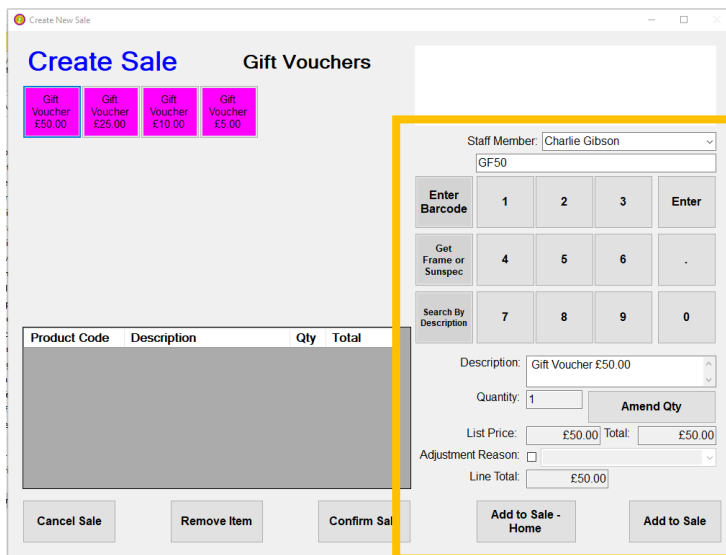 Create New Sale
Create Sale
Gift Vouchers
Gift Voucher £50.00
Gift Voucher £25.00
Gift Voucher £10.00
Gift Voucher £5.00
Staff Member: Charlie Gibson
GF50
Enter Barcode 1 2 3 Enter
Get Frame or Sunspec 4 5 6 .
Search By Description 7 8 9 0
Product Code Description Qty Total
Description: Gift Voucher £50.00
Quantity: 1 Amend Qty
List Price: £50.00 Total: £50.00
Adjustment Reason:
Line Total: £50.00
Cancel Sale Remove Item Confirm Add to Sale - Home Add to Sale